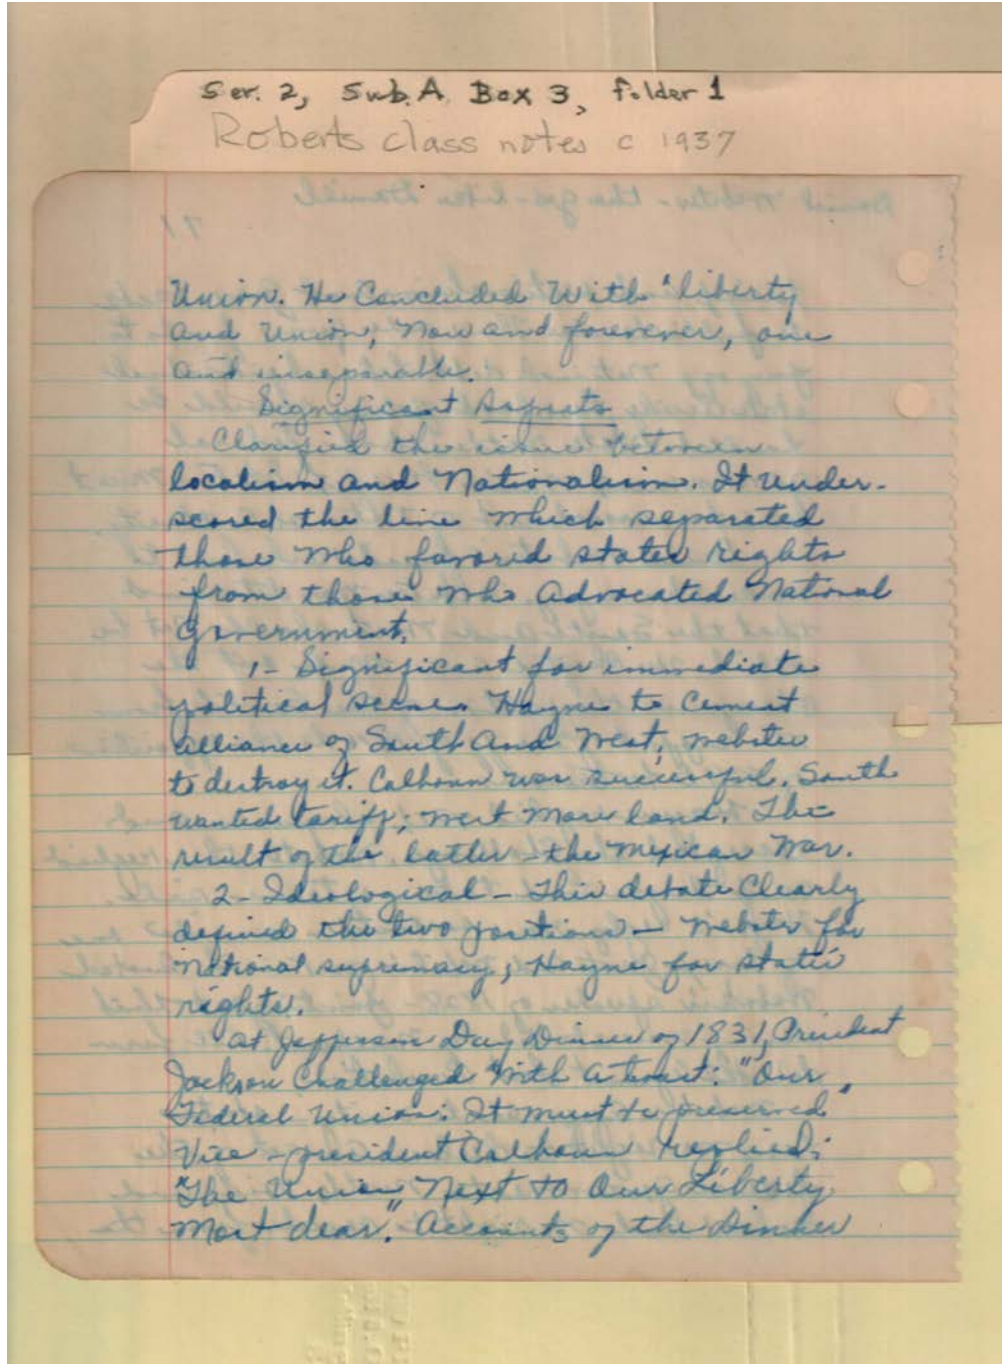 Ser. 2, Sub. A. Box 3, folder 1
Roberts class notes c 1937
Union. He Concluded With "liberty
and Union, Now and forever, one
and inseparable.
Significant Aspects
Clarified the issue between
localism and Nationalism. It under-
scored the line which separated
those who favored states rights
from those who Advocated National
Government.
1- Significant for immediate
political scene. Hayne to Cement
alliance of South And West, Webster
to destroy it. Calhoun was successful. South
wanted tariff; west More land. The
result of the latter - the Mexican War.
2- Ideological - This debate Clearly
defined the two positions - Webster for
National supremacy, Hayne for states
rights.
At Jefferson Day Dinner of 1831, President
Jackson Challenged With A toast: "Our
Federal Union: It must be preserved"
Vice-president Calhoun replied:
"The Union Next to Our Liberty
Most dear." Accounts of the Dinner